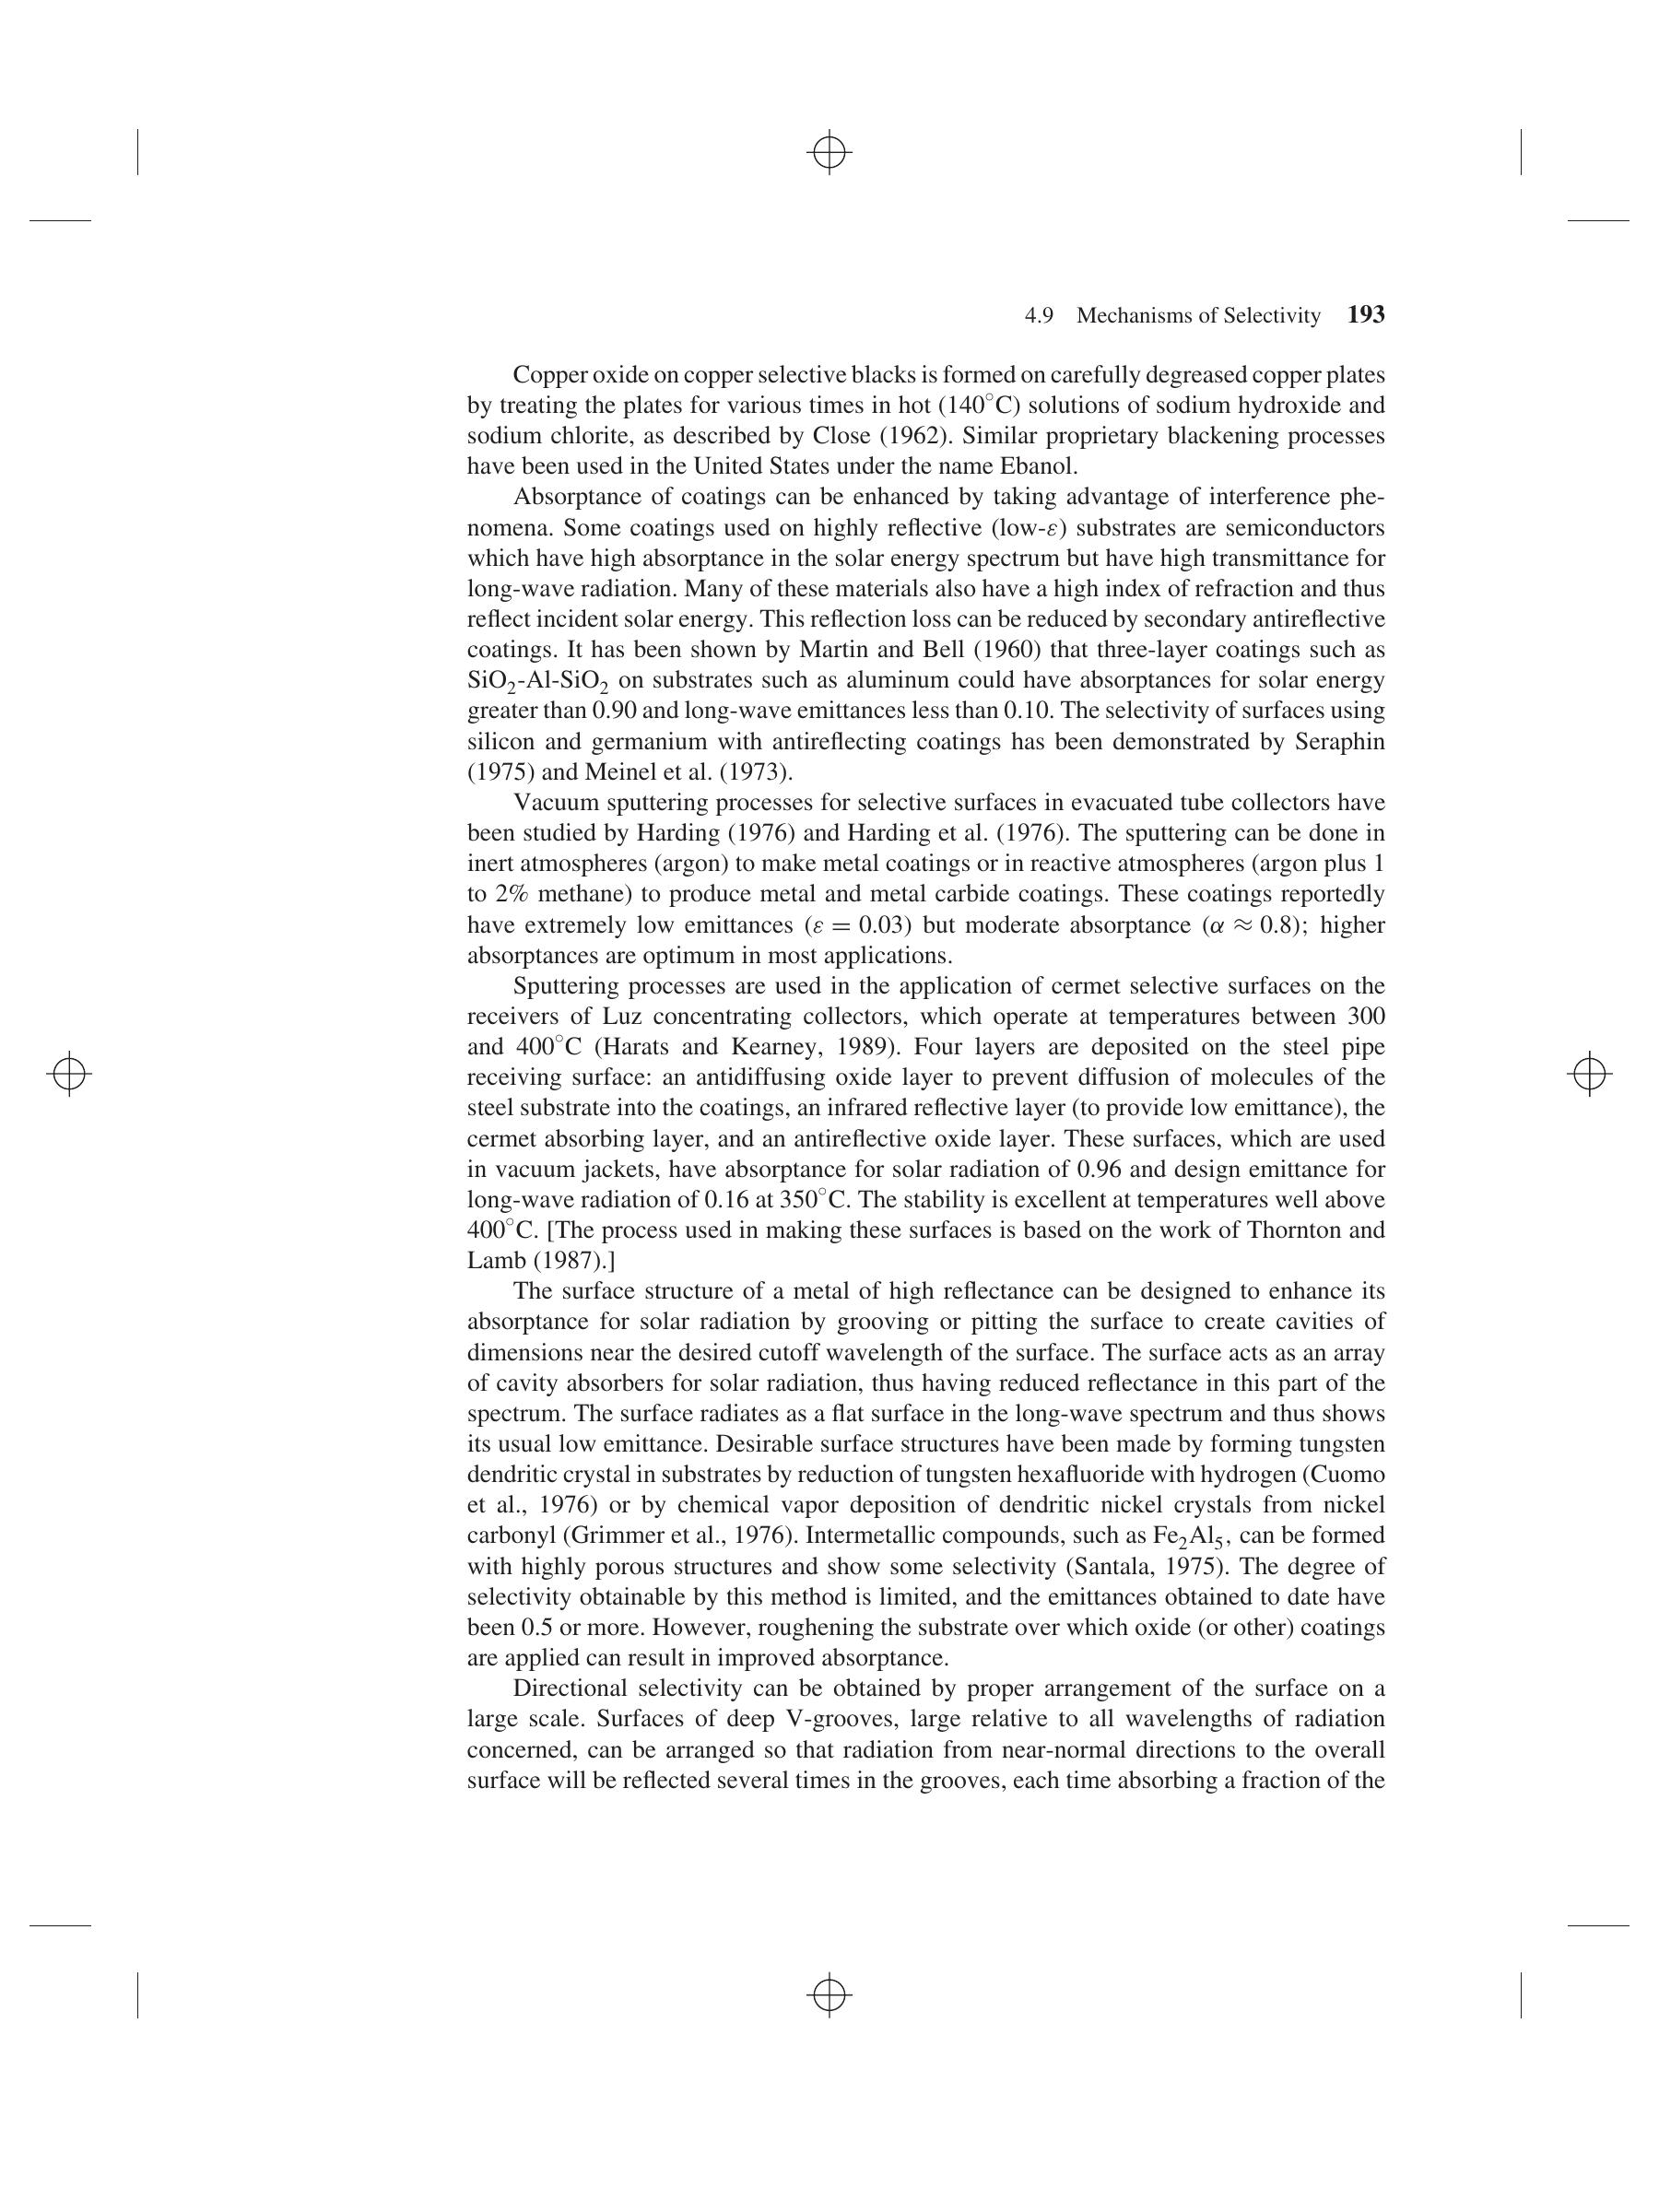 4.9 Mechanisms of Selectivity 193
Copper oxide on copper selective blacks is formed on carefully degreased copper plates
by treating the plates for various times in hot (140°C) solutions of sodium hydroxide and
sodium chlorite, as described by Close (1962). Similar proprietary blackening processes
have been used in the United States under the name Ebanol.
Absorptance of coatings can be enhanced by taking advantage of interference phe-
nomena. Some coatings used on highly reflective (low-ε) substrates are semiconductors
which have high absorptance in the solar energy spectrum but have high transmittance for
long-wave radiation. Many of these materials also have a high index of refraction and thus
reflect incident solar energy. This reflection loss can be reduced by secondary antireflective
coatings. It has been shown by Martin and Bell (1960) that three-layer coatings such as
SiO₂-Al-SiO₂ on substrates such as aluminum could have absorptances for solar energy
greater than 0.90 and long-wave emittances less than 0.10. The selectivity of surfaces using
silicon and germanium with antireflecting coatings has been demonstrated by Seraphin
(1975) and Meinel et al. (1973).
Vacuum sputtering processes for selective surfaces in evacuated tube collectors have
been studied by Harding (1976) and Harding et al. (1976). The sputtering can be done in
inert atmospheres (argon) to make metal coatings or in reactive atmospheres (argon plus 1
to 2% methane) to produce metal and metal carbide coatings. These coatings reportedly
have extremely low emittances (ε = 0.03) but moderate absorptance (α ≈ 0.8); higher
absorptances are optimum in most applications.
Sputtering processes are used in the application of cermet selective surfaces on the
receivers of Luz concentrating collectors, which operate at temperatures between 300
and 400°C (Harats and Kearney, 1989). Four layers are deposited on the steel pipe
receiving surface: an antidiffusing oxide layer to prevent diffusion of molecules of the
steel substrate into the coatings, an infrared reflective layer (to provide low emittance), the
cermet absorbing layer, and an antireflective oxide layer. These surfaces, which are used
in vacuum jackets, have absorptance for solar radiation of 0.96 and design emittance for
long-wave radiation of 0.16 at 350°C. The stability is excellent at temperatures well above
400°C. [The process used in making these surfaces is based on the work of Thornton and
Lamb (1987).]
The surface structure of a metal of high reflectance can be designed to enhance its
absorptance for solar radiation by grooving or pitting the surface to create cavities of
dimensions near the desired cutoff wavelength of the surface. The surface acts as an array
of cavity absorbers for solar radiation, thus having reduced reflectance in this part of the
spectrum. The surface radiates as a flat surface in the long-wave spectrum and thus shows
its usual low emittance. Desirable surface structures have been made by forming tungsten
dendritic crystal in substrates by reduction of tungsten hexafluoride with hydrogen (Cuomo
et al., 1976) or by chemical vapor deposition of dendritic nickel crystals from nickel
carbonyl (Grimmer et al., 1976). Intermetallic compounds, such as Fe₂Al₅, can be formed
with highly porous structures and show some selectivity (Santala, 1975). The degree of
selectivity obtainable by this method is limited, and the emittances obtained to date have
been 0.5 or more. However, roughening the substrate over which oxide (or other) coatings
are applied can result in improved absorptance.
Directional selectivity can be obtained by proper arrangement of the surface on a
large scale. Surfaces of deep V-grooves, large relative to all wavelengths of radiation
concerned, can be arranged so that radiation from near-normal directions to the overall
surface will be reflected several times in the grooves, each time absorbing a fraction of the